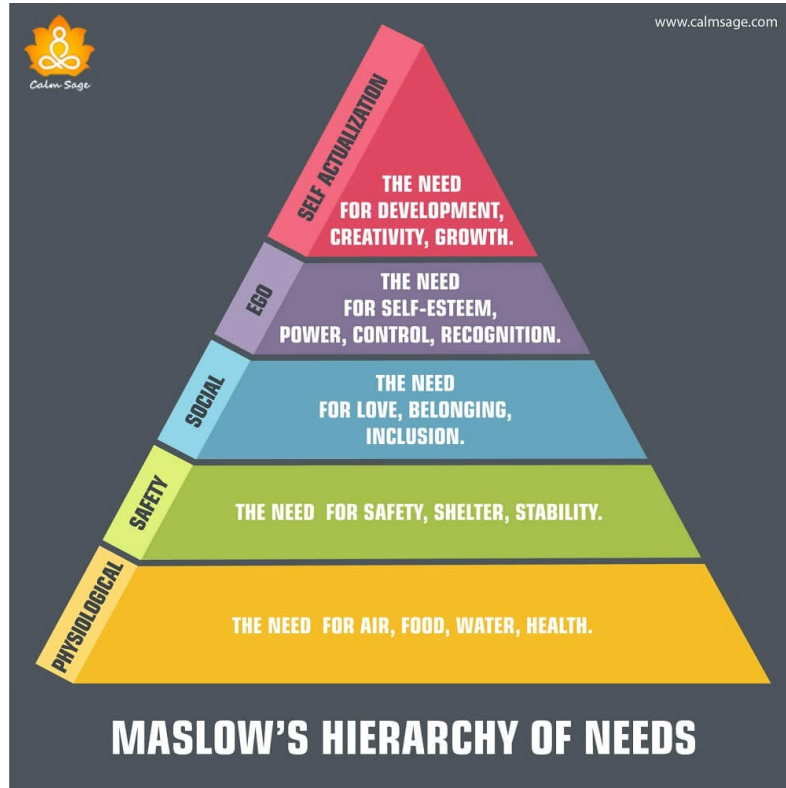 www.calmsage.com
Calm Sage
SELF ACTUALIZATION
THE NEED
FOR DEVELOPMENT,
CREATIVITY, GROWTH.
EGO
THE NEED
FOR SELF-ESTEEM,
POWER, CONTROL, RECOGNITION.
SOCIAL
THE NEED
FOR LOVE, BELONGING,
INCLUSION.
SAFETY
THE NEED FOR SAFETY, SHELTER, STABILITY.
PHYSIOLOGICAL
THE NEED FOR AIR, FOOD, WATER, HEALTH.
MASLOW'S HIERARCHY OF NEEDS